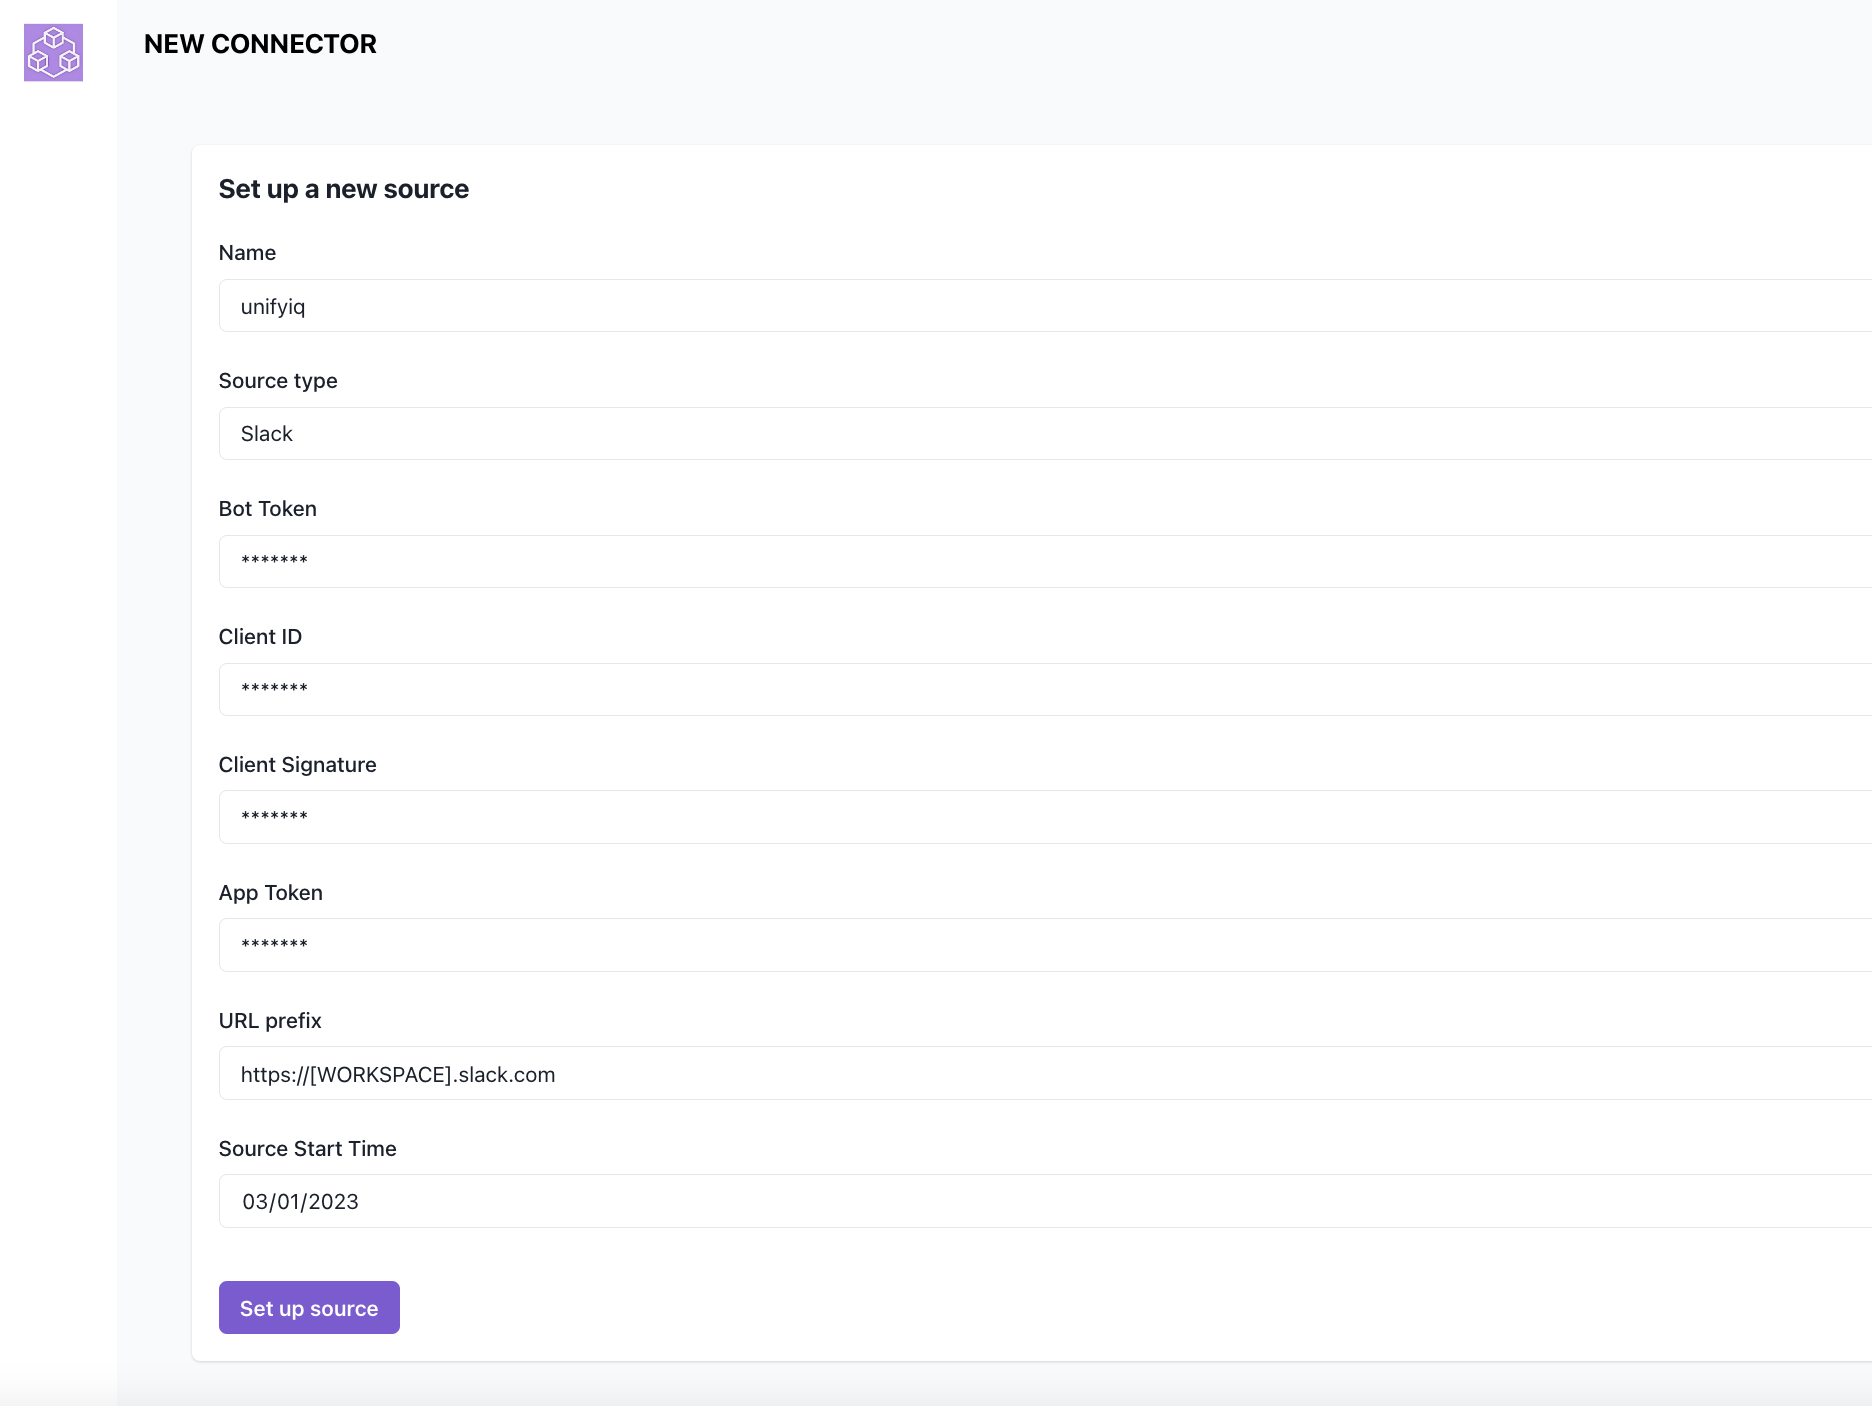 NEW CONNECTOR
Set up a new source
Name
unifyiq
Source type
Slack
Bot Token
*******
Client ID
*******
Client Signature
*******
App Token
*******
URL prefix
https://[WORKSPACE].slack.com
Source Start Time
03/01/2023
Set up source